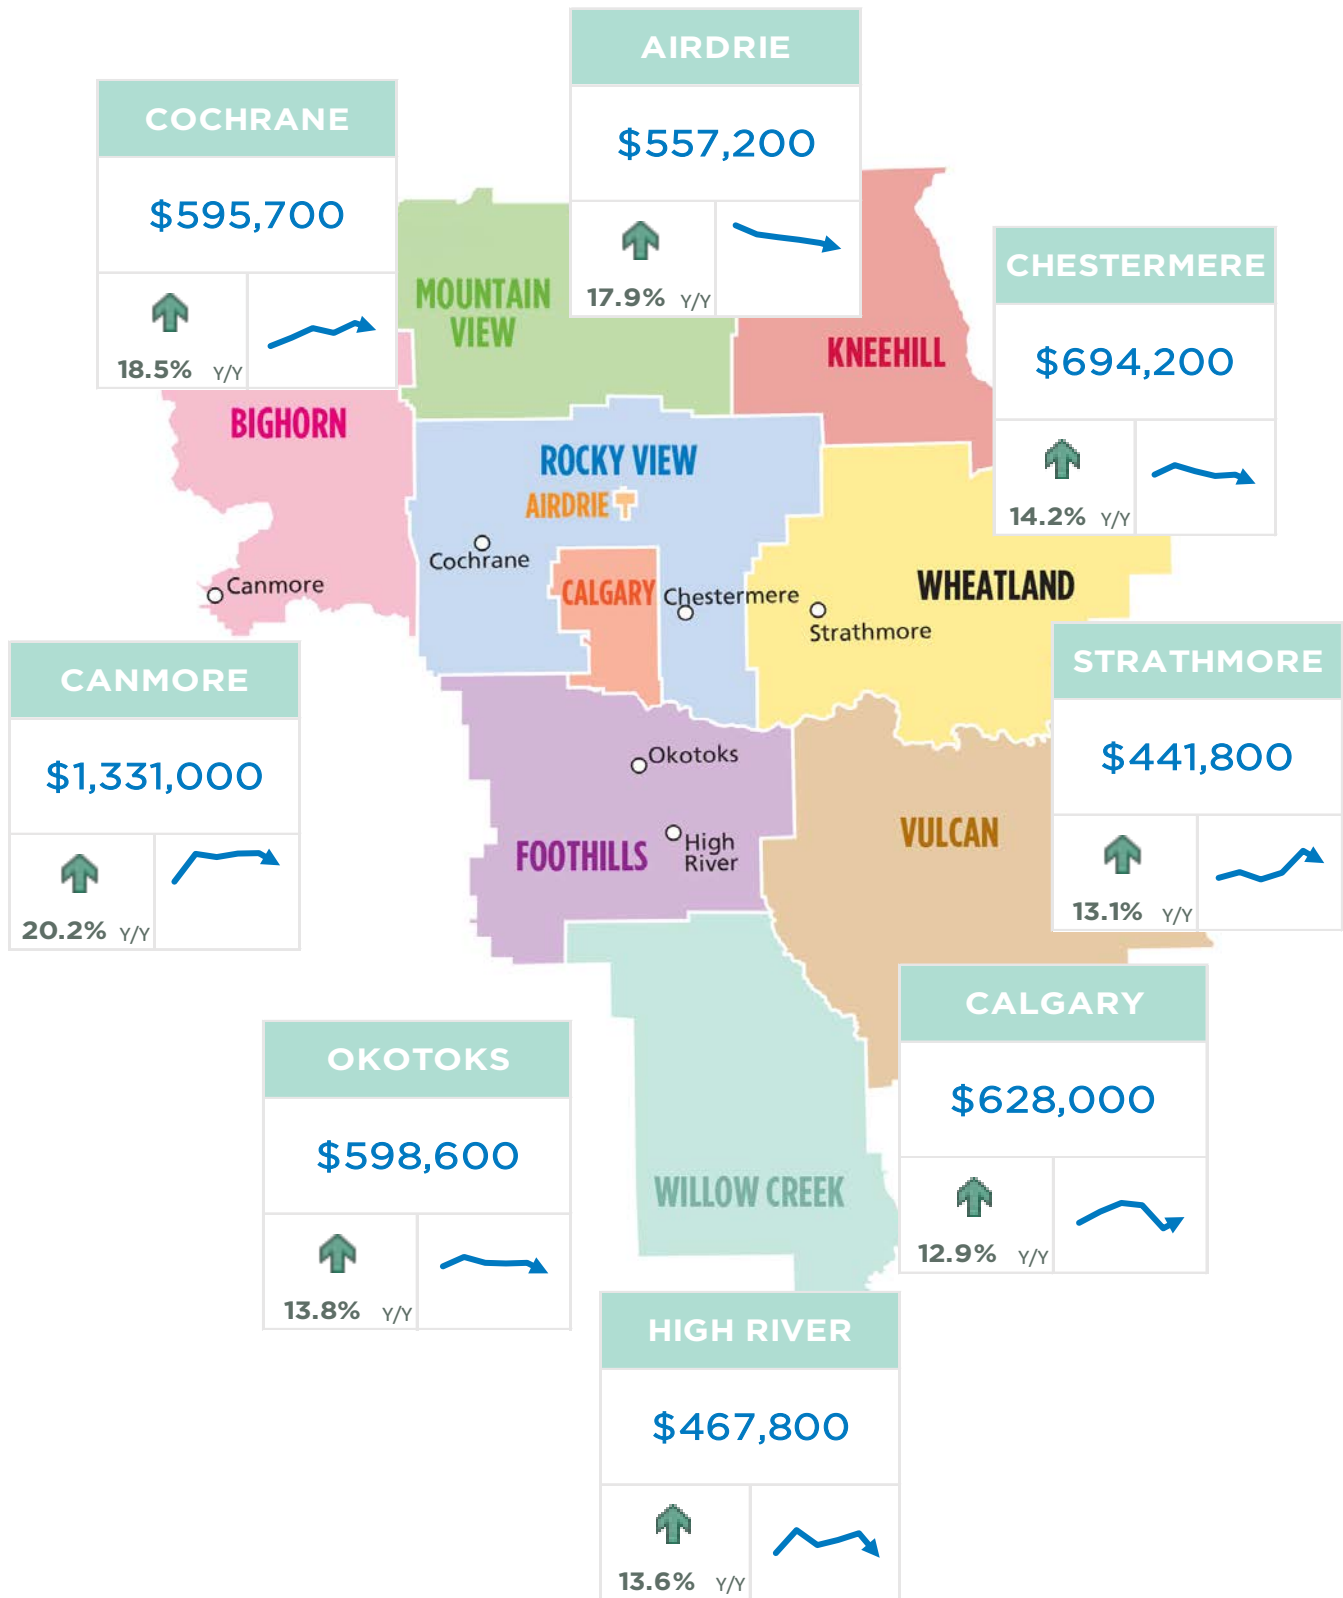 AIRDRIE
$557,200
17.9% Y/Y
COCHRANE
$595,700
18.5% Y/Y
CHESTERMERE
$694,200
14.2% Y/Y
MOUNTAIN
VIEW
KNEEHILL
BIGHORN
ROCKY VIEW
AIRDRIE
Cochrane
Canmore
CALGARY
Chestermere
WHEATLAND
Strathmore
CANMORE
$1,331,000
20.2% Y/Y
STRATHMORE
$441,800
13.1% Y/Y
Okotoks
High
River
FOOTHILLS
VULCAN
CALGARY
$628,000
12.9% Y/Y
OKOTOKS
$598,600
13.8% Y/Y
WILLOW CREEK
HIGH RIVER
$467,800
13.6% Y/Y